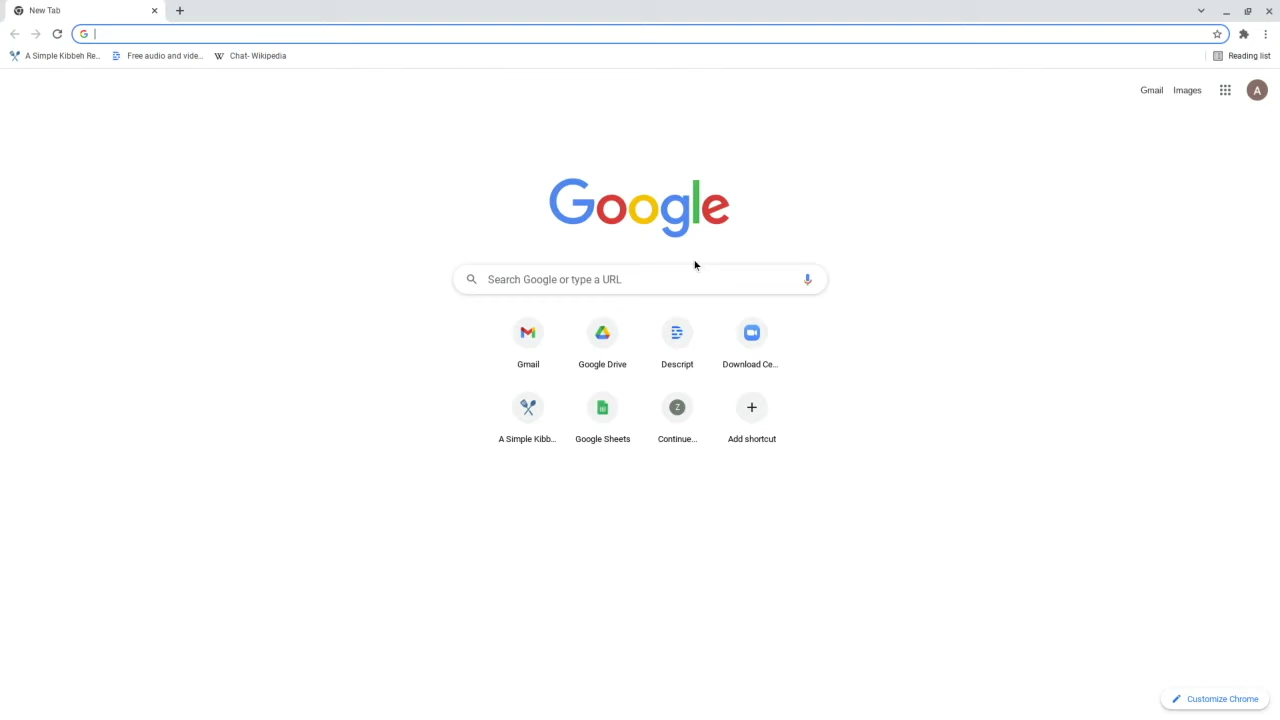 New Tab
A Simple Kibbeh Re...
Free audio and vide...
Chat- Wikipedia
Reading list
Gmail
Images
A
Google
Search Google or type a URL
Gmail
Google Drive
Descript
Download Ce...
Z
A Simple Kibb...
Google Sheets
Continue...
Add shortcut
Customize Chrome